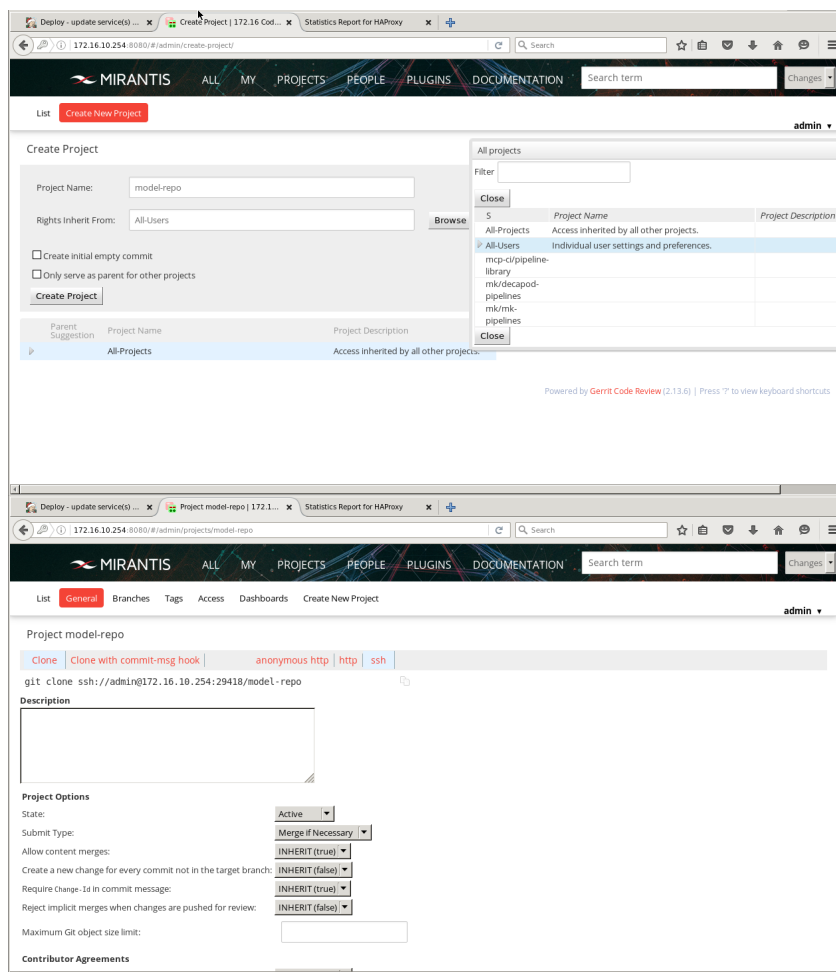 Deploy - update service(s) ... x Create Project | 172.16 Cod... x Statistics Report for HAProxy x
172.16.10.254:8080/#/admin/create-project/ Search
MIRANTIS ALL MY PROJECTS PEOPLE PLUGINS DOCUMENTATION Search term Changes
List Create New Project
admin ▼
Create Project
Project Name: model-repo
Rights Inherit From: All-Users Browse
Create initial empty commit
Only serve as parent for other projects
Create Project
Parent Suggestion Project Name Project Description
All-Projects Access inherited by all other projects.
All projects
Filter
Close
S Project Name Project Description
All-Projects Access inherited by all other projects.
All-Users Individual user settings and preferences.
mcp-ci/pipeline-
library
mk/decapod-
pipelines
mk/mk-
pipelines
Close
Powered by Gerrit Code Review (2.13.6) | Press '?' to view keyboard shortcuts
Deploy - update service(s) ... x Project model-repo | 172.1... x Statistics Report for HAProxy x
172.16.10.254:8080/#/admin/projects/model-repo Search
MIRANTIS ALL MY PROJECTS PEOPLE PLUGINS DOCUMENTATION Search term Changes
List General Branches Tags Access Dashboards Create New Project
admin ▼
Project model-repo
Clone Clone with commit-msg hook anonymous http http ssh
git clone ssh://admin@172.16.10.254:29418/model-repo
Description
Project Options
State: Active
Submit Type: Merge if Necessary
Allow content merges: INHERIT (true)
Create a new change for every commit not in the target branch: INHERIT (false)
Require Change-Id in commit message: INHERIT (true)
Reject implicit merges when changes are pushed for review: INHERIT (false)
Maximum Git object size limit:
Contributor Agreements